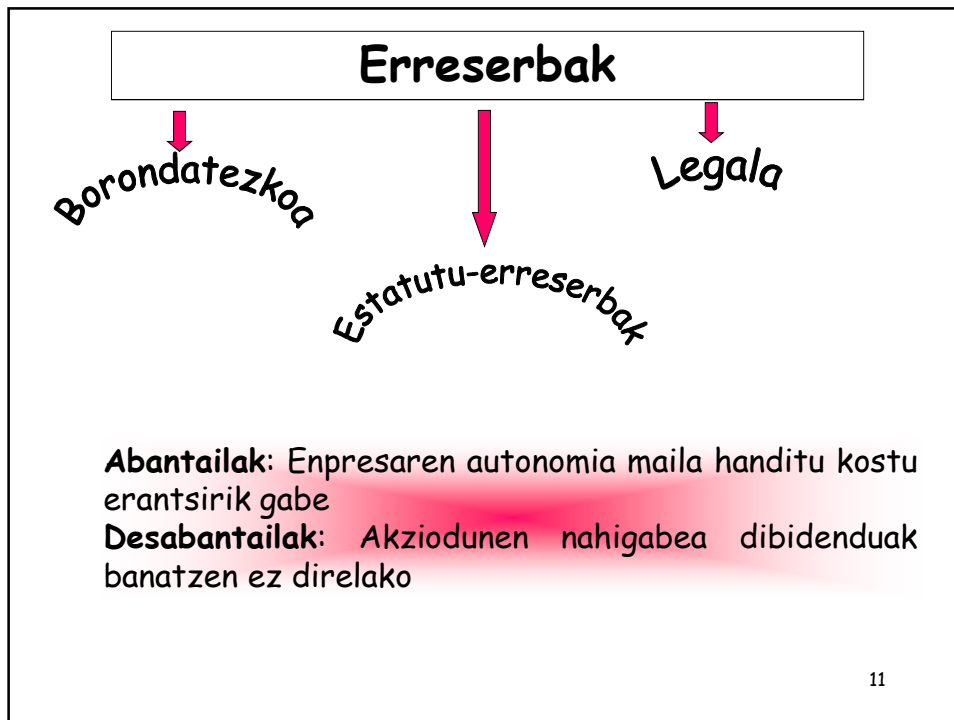 Erreserbak
Borondatezkoa
Legala
Estatutu-erreserbak
Abantailak: Enpresaren autonomia maila handitu kostu
erantsirik gabe
Desabantailak: Akziodunen nahigabea dibidenduak
banatzen ez direlako
11